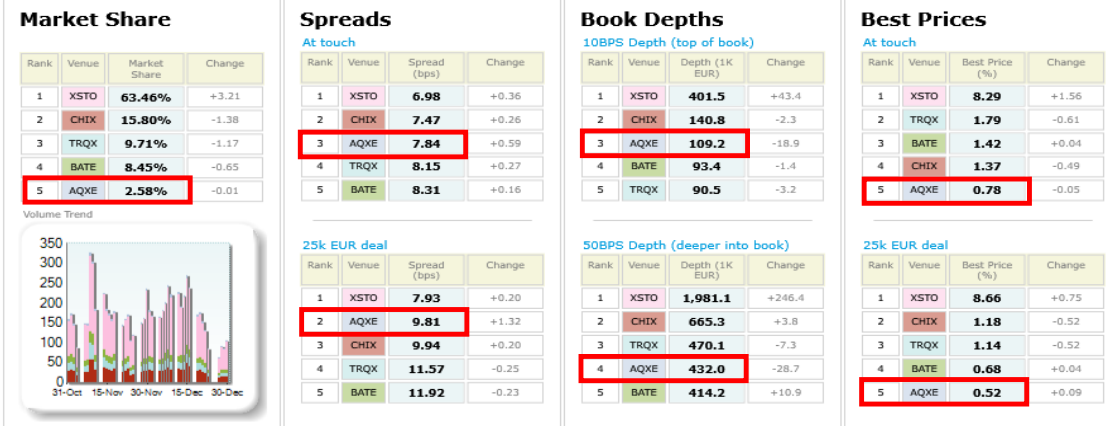 Market Share
Rank Venue Market Share Change
1 XSTO 63.46% +3.21
2 CHIX 15.80% -1.38
3 TRQX 9.71% -1.17
4 BATE 8.45% -0.65
5 AQXE 2.58% -0.01
Volume Trend
350
300
250
200
150
100
50
0
31-Oct 15-Nov 30-Nov 15-Dec 30-Dec
Spreads
At touch
Rank Venue Spread (bps) Change
1 XSTO 6.98 +0.36
2 CHIX 7.47 +0.26
3 AQXE 7.84 +0.59
4 TRQX 8.15 +0.27
5 BATE 8.31 +0.16
25k EUR deal
Rank Venue Spread (bps) Change
1 XSTO 7.93 +0.20
2 AQXE 9.81 +1.32
3 CHIX 9.94 +0.20
4 TRQX 11.57 -0.25
5 BATE 11.92 -0.23
Book Depths
10BPS Depth (top of book)
Rank Venue Depth (1K EUR) Change
1 XSTO 401.5 +43.4
2 CHIX 140.8 -2.3
3 AQXE 109.2 -18.9
4 BATE 93.4 -1.4
5 TRQX 90.5 -3.2
50BPS Depth (deeper into book)
Rank Venue Depth (1K EUR) Change
1 XSTO 1,981.1 +246.4
2 CHIX 665.3 +3.8
3 TRQX 470.1 -7.3
4 AQXE 432.0 -28.7
5 BATE 414.2 +10.9
Best Prices
At touch
Rank Venue Best Price (%) Change
1 XSTO 8.29 +1.56
2 TRQX 1.79 -0.61
3 BATE 1.42 +0.04
4 CHIX 1.37 -0.49
5 AQXE 0.78 -0.05
25k EUR deal
Rank Venue Best Price (%) Change
1 XSTO 8.66 +0.75
2 CHIX 1.18 -0.52
3 TRQX 1.14 -0.52
4 BATE 0.68 +0.04
5 AQXE 0.52 +0.09